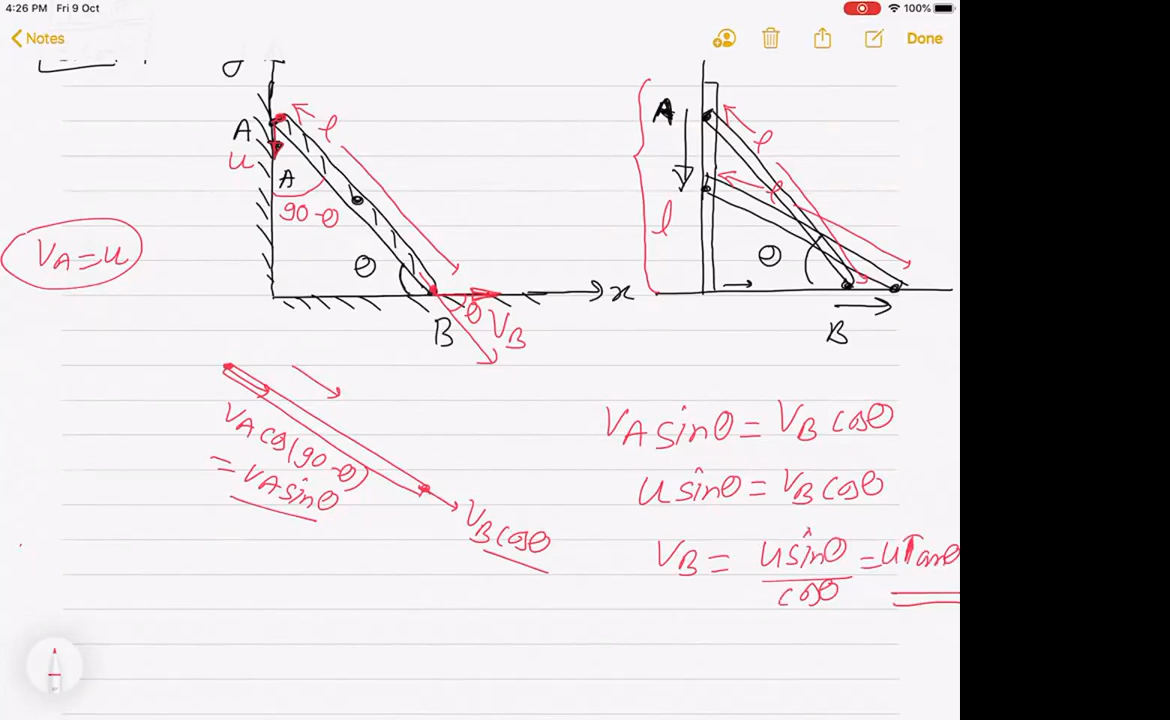 4:26 PM Fri 9 Oct
100%
Notes
Done
A
u
A
90-θ
θ
l
VA = u
B
θ
VB
x
A
l
l
l
θ
B
VA cos(90-θ)
= VA sinθ
VB cosθ
VA sinθ = VB cosθ
u sinθ = VB cosθ
VB = u sinθ / cosθ = u Tanθ